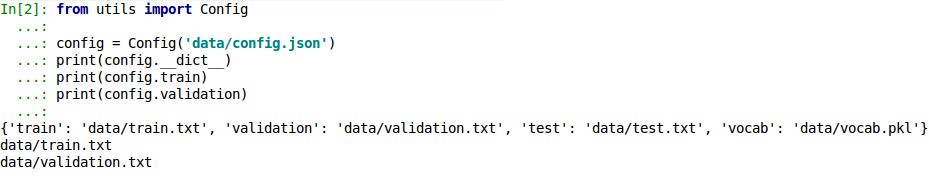 In[2]: from utils import Config
...:
...: config = Config('data/config.json')
...: print(config.__dict__)
...: print(config.train)
...: print(config.validation)
...:
{'train': 'data/train.txt', 'validation': 'data/validation.txt', 'test': 'data/test.txt', 'vocab': 'data/vocab.pkl'}
data/train.txt
data/validation.txt